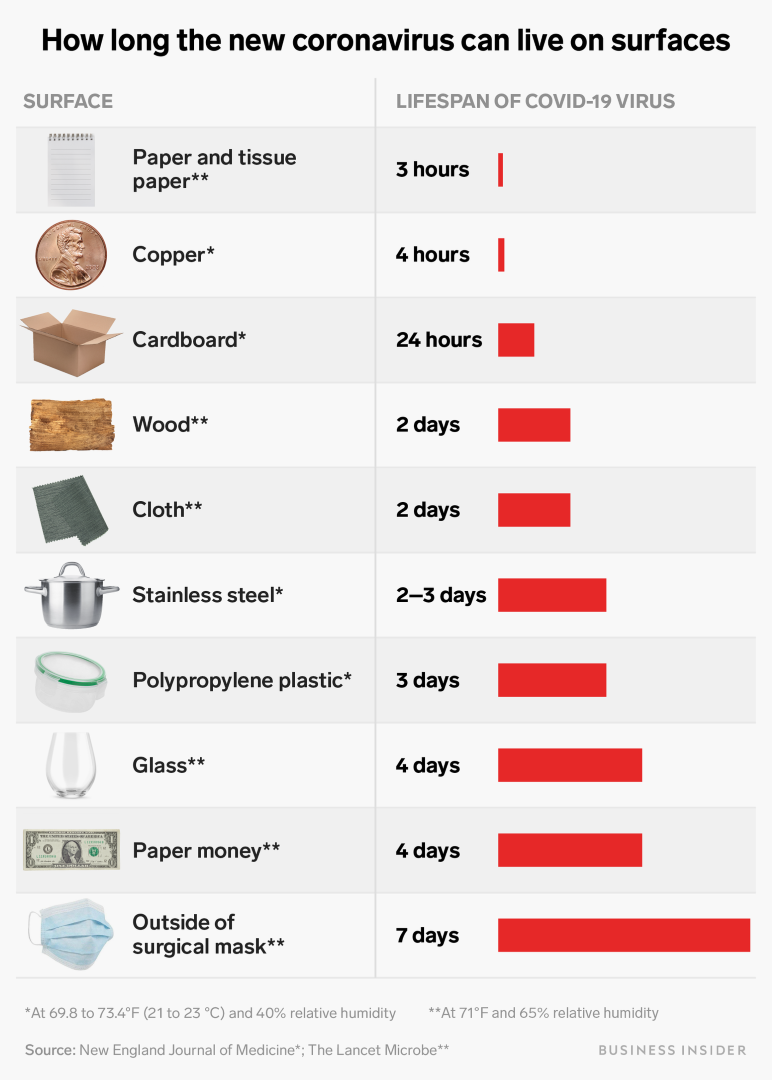 How long the new coronavirus can live on surfaces
SURFACE
LIFESPAN OF COVID-19 VIRUS
Paper and tissue
paper**
3 hours
Copper*
4 hours
Cardboard*
24 hours
Wood**
2 days
Cloth**
2 days
Stainless steel*
2–3 days
Polypropylene plastic*
3 days
Glass**
4 days
Paper money**
4 days
Outside of
surgical mask**
7 days
*At 69.8 to 73.4°F (21 to 23 °C) and 40% relative humidity
**At 71°F and 65% relative humidity
Source: New England Journal of Medicine*; The Lancet Microbe**
BUSINESS INSIDER